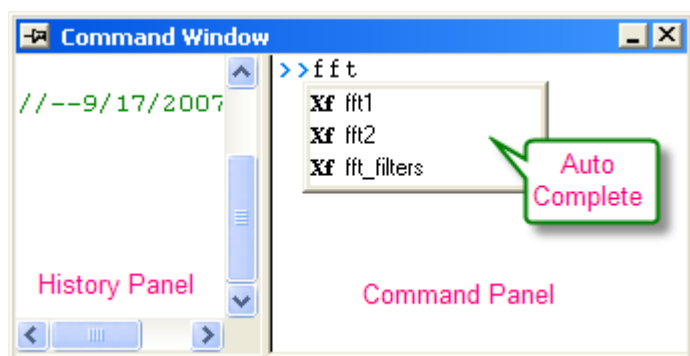 Command Window
//--9/17/2007
History Panel
>>fft
Xf fft1
Xf fft2
Xf fft_filters
Auto
Complete
Command Panel